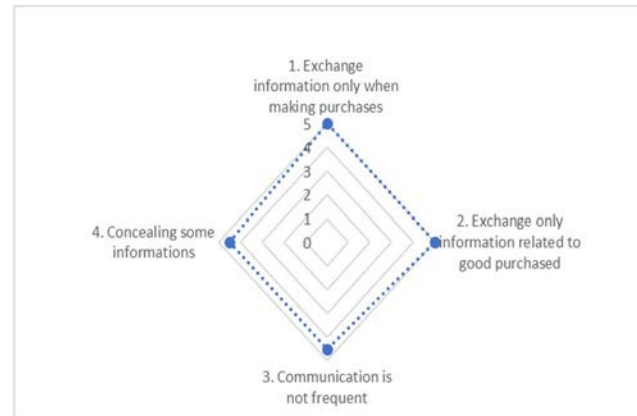 1. Exchange
information only when
making purchases
5
4
3
2
1
0
2. Exchange only
information related to
good purchased
4. Concealing some
informations
3. Communication is
not frequent